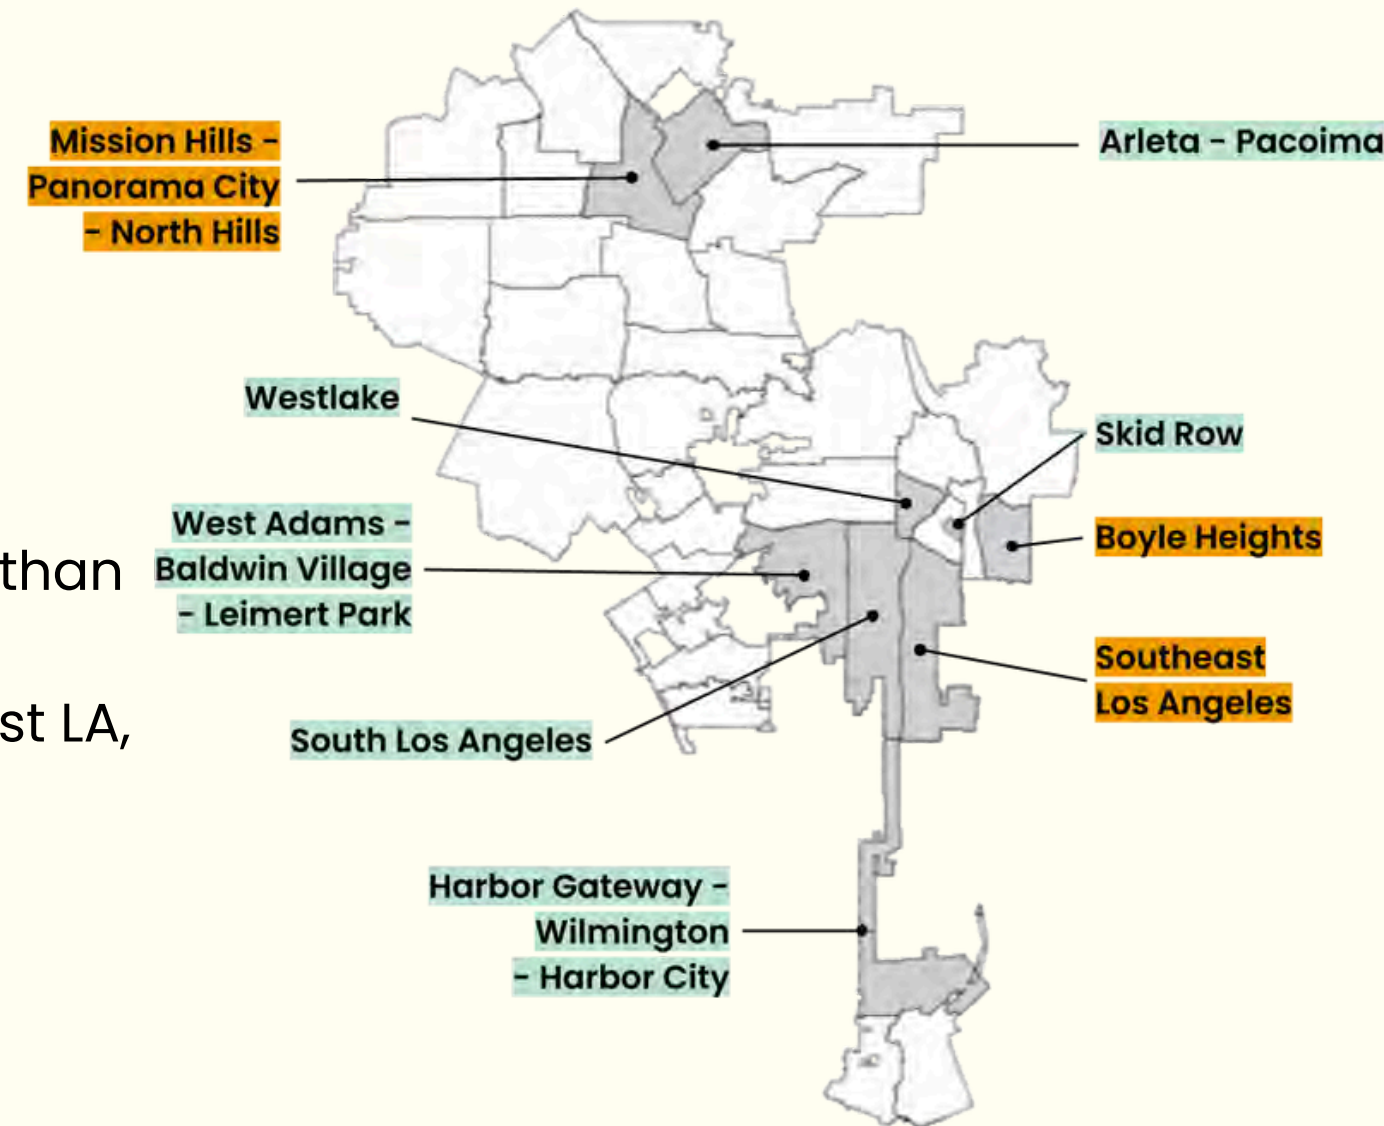 Mission Hills -
Panorama City
- North Hills
Arleta - Pacoima
Westlake
Skid Row
West Adams -
Baldwin Village
- Leimert Park
than
Boyle Heights
Southeast
Los Angeles
st LA,
South Los Angeles
Harbor Gateway -
Wilmington
- Harbor City